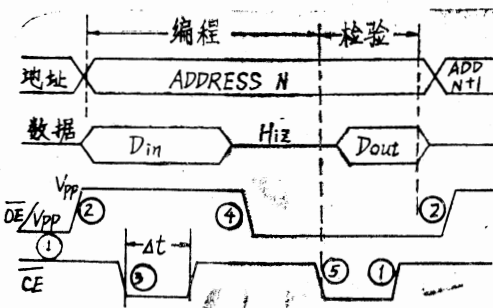 编程 检验
地址 ADDRESS N ADD N+1
数据 Din Hiz Dout
Vpp
OE/Vpp ① ② ④ ②
Δt
CE ③ ⑤ ①